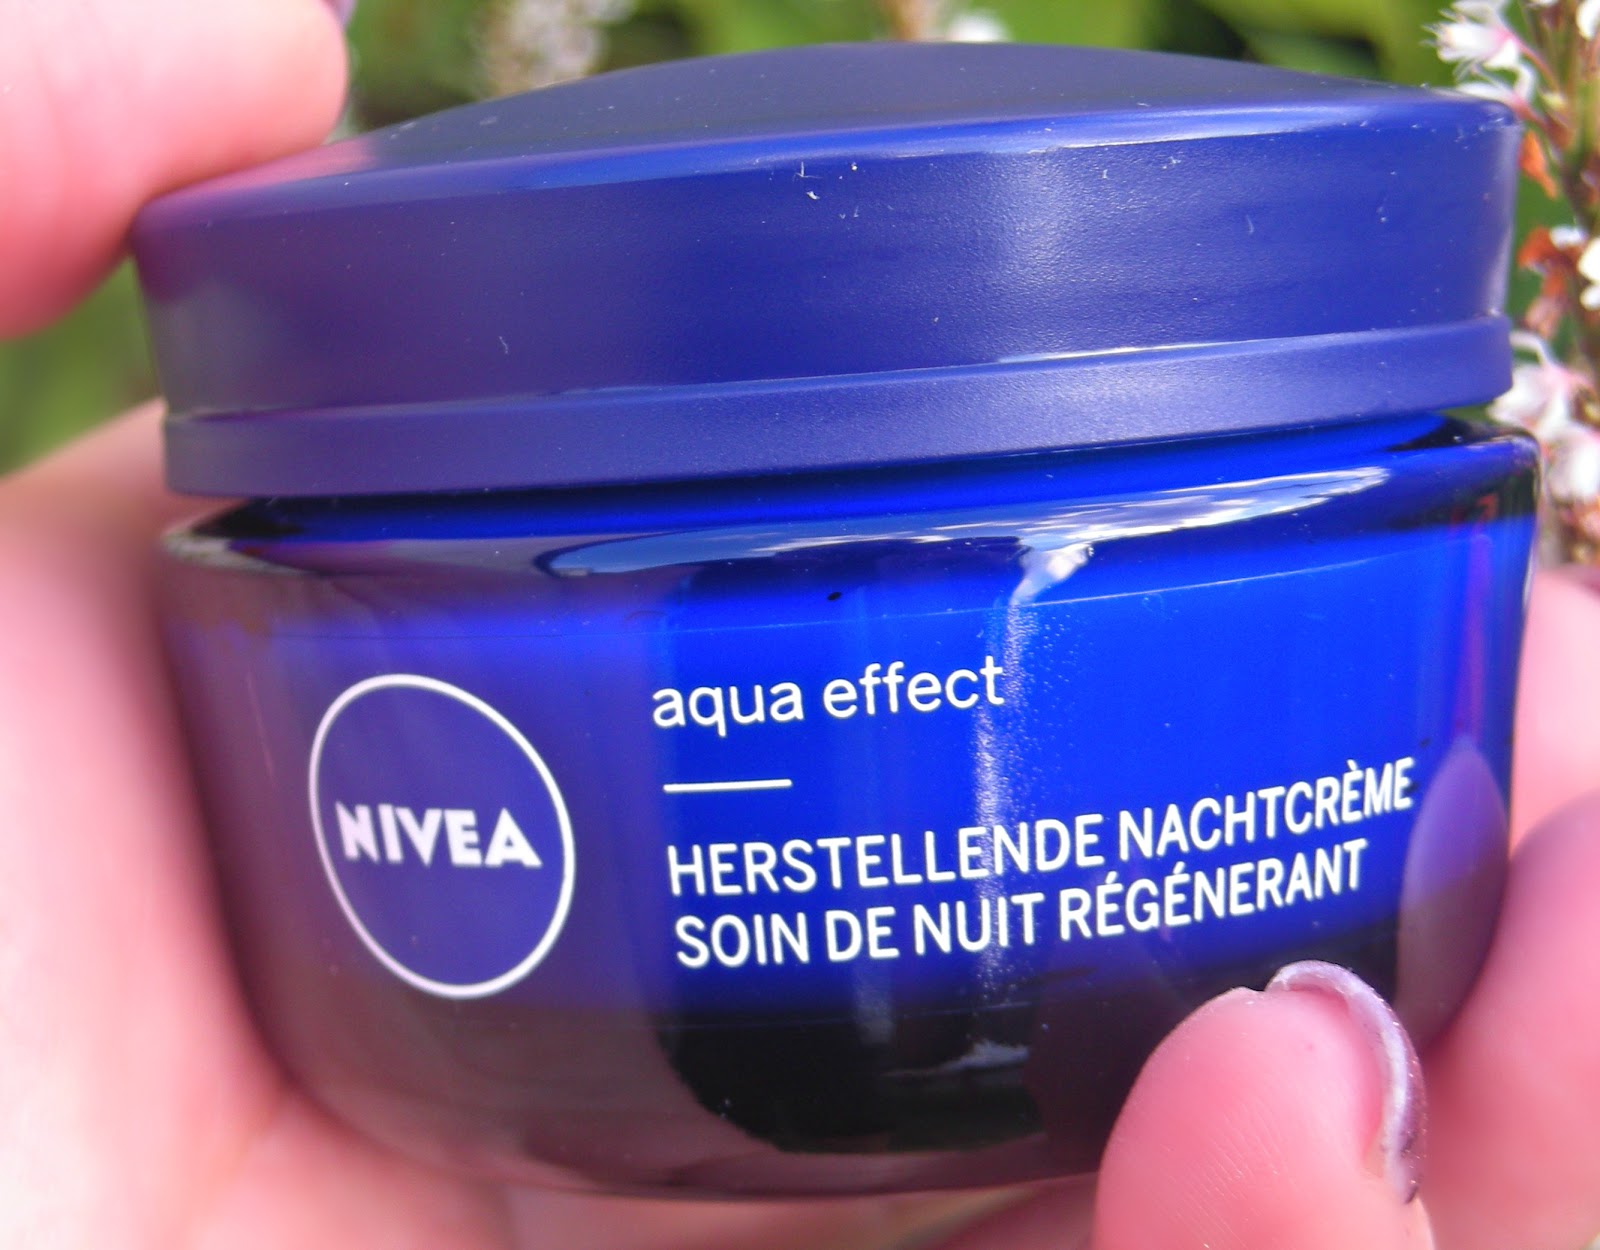 NIVEA
aqua effect
HERSTELLENDE NACHTCRÈME
SOIN DE NUIT RÉGÉNERANT